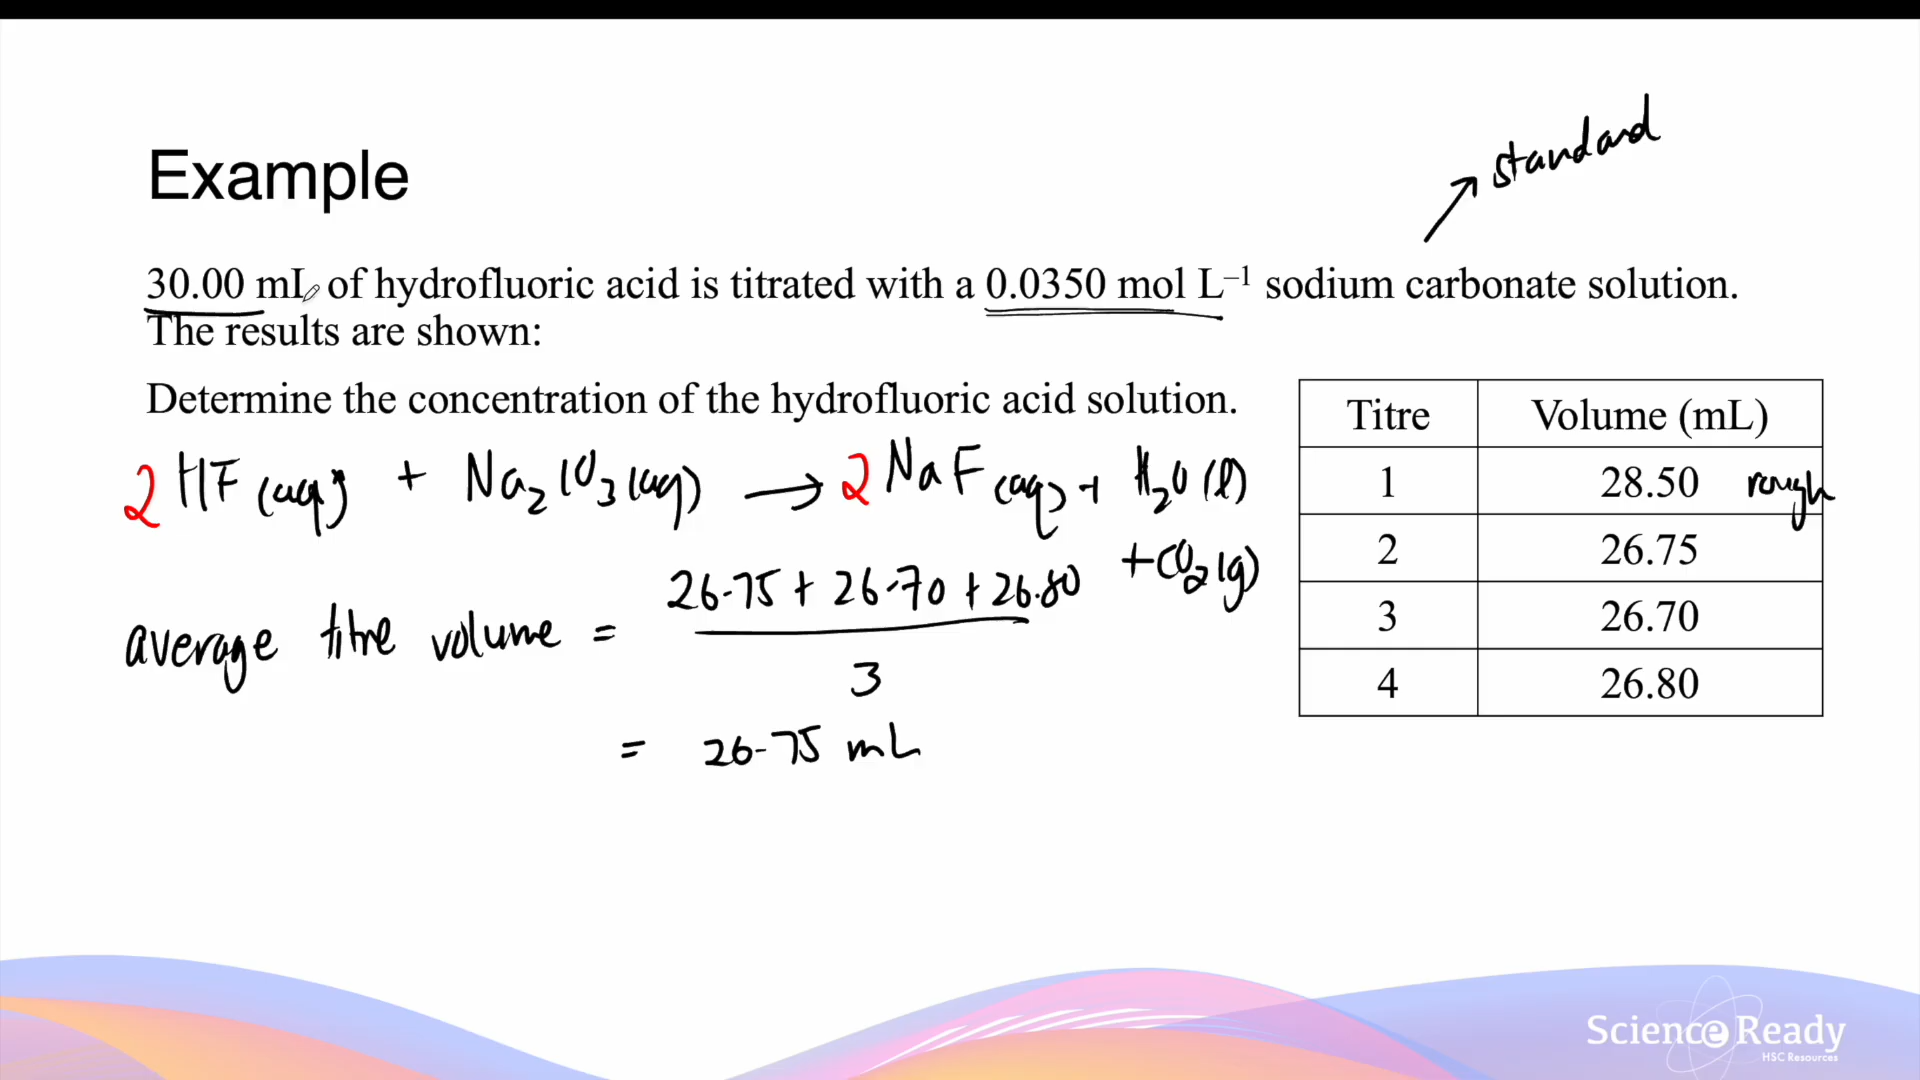 standard
Example
30.00 mL of hydrofluoric acid is titrated with a 0.0350 mol L⁻¹ sodium carbonate solution.
The results are shown:
Determine the concentration of the hydrofluoric acid solution.
2 HF (aq) + Na₂CO₃ (aq) → 2 NaF (aq) + H₂O (l)
+ CO₂ (g)
average titre volume = 26.75 + 26.70 + 26.80
3
= 26.75 mL
Titre Volume (mL)
1 28.50 rough
2 26.75
3 26.70
4 26.80
Science Ready
HSC Resources